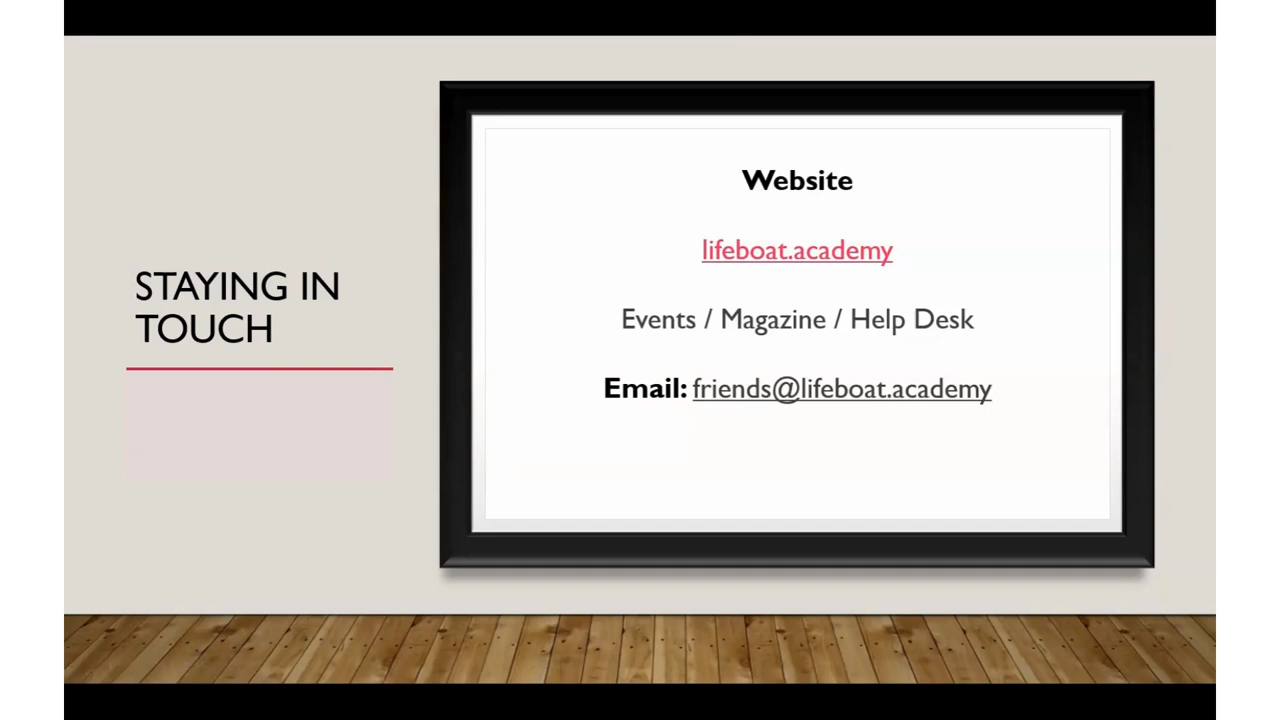 STAYING IN
TOUCH
Website
lifeboat.academy
Events / Magazine / Help Desk
Email: friends@lifeboat.academy